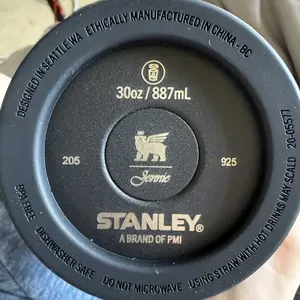 DESIGNED IN SEATTLE WA ETHICALLY MANUFACTURED IN CHINA - BC
30oz / 887mL
205
925
Jennie
STANLEY®
A BRAND OF PMI
BPA FREE DISHWASHER SAFE DO NOT MICROWAVE USING STRAW WITH HOT DRINKS MAY SCALD 20-05577